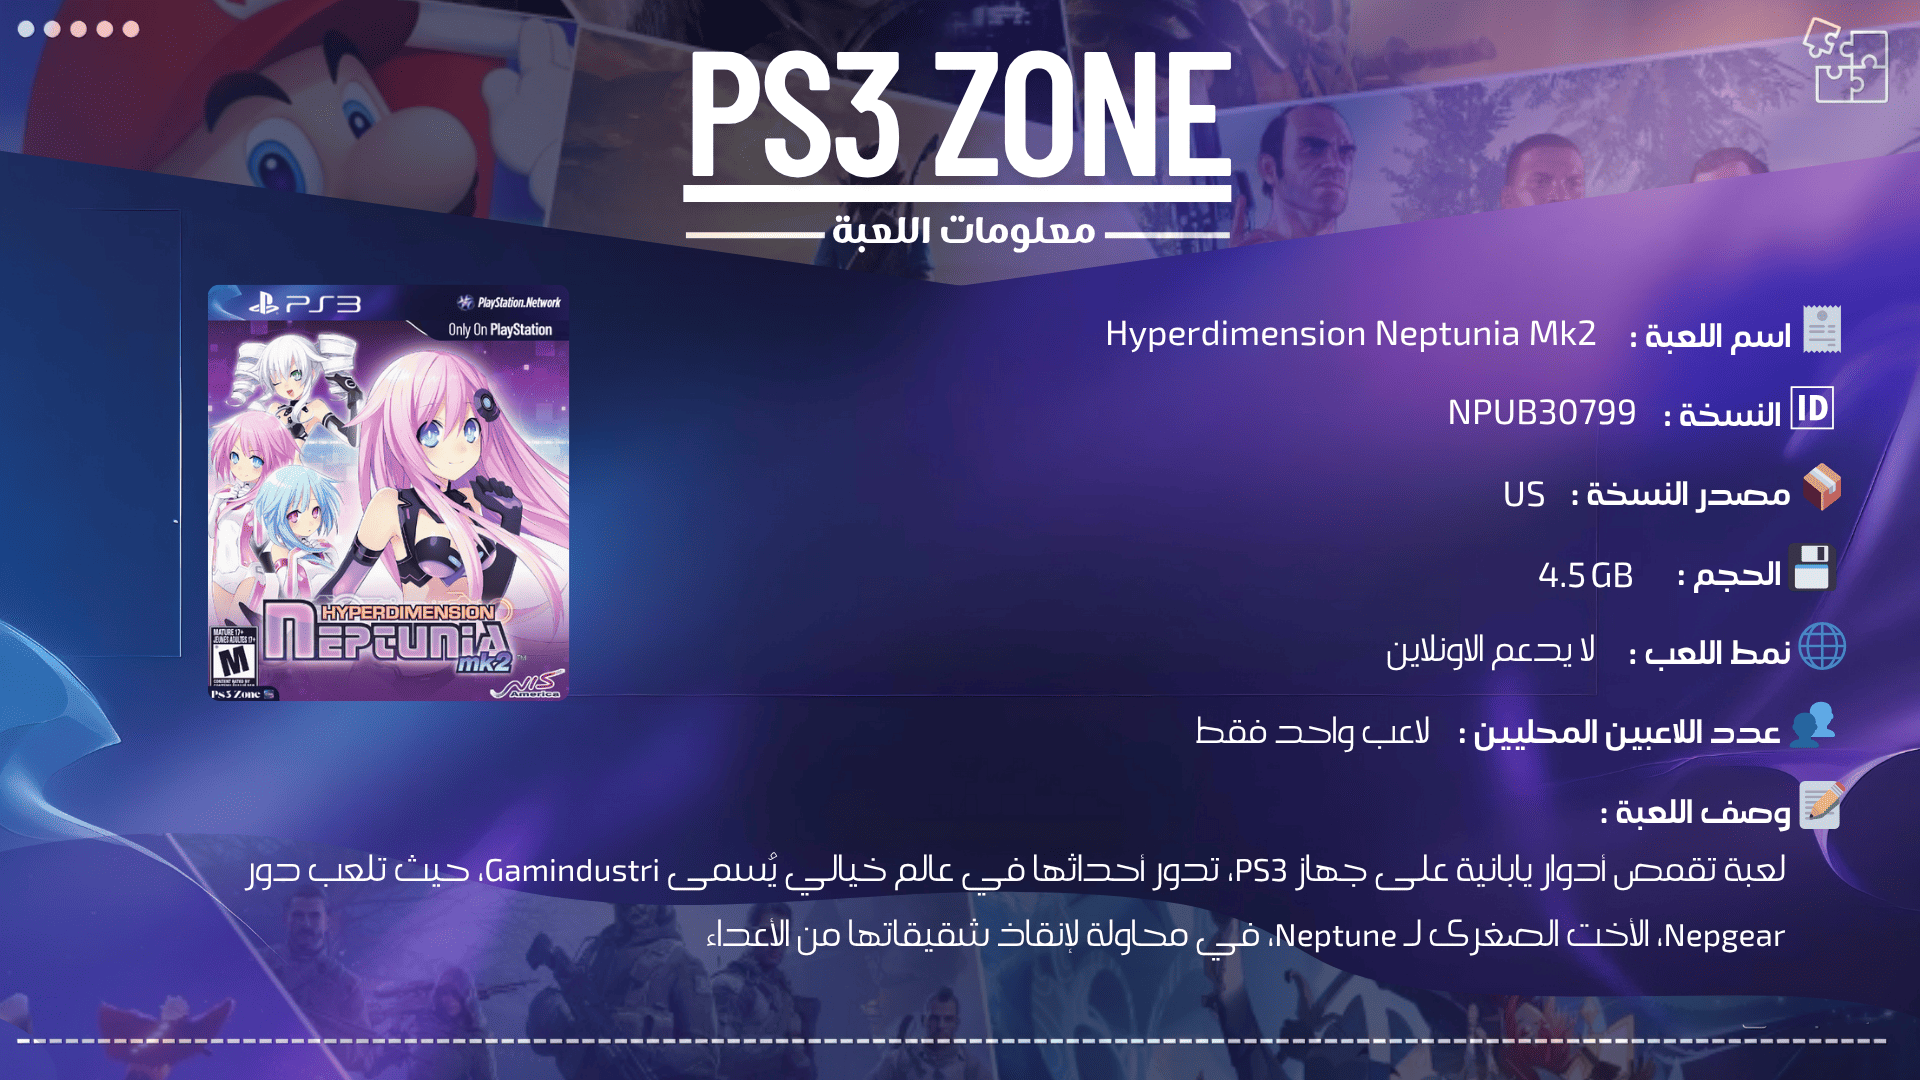 PS3 ZONE
معلومات اللعبة
PS3
PlayStation.Network
Only On PlayStation
HYPERDIMENSION
NEPTUNIA
mk2
MATURE 17+
M
NIS
America
Ps3 Zone
اسم اللعبة : Hyperdimension Neptunia Mk2
ID النسخة : NPUB30799
مصدر النسخة : US
الحجم : 4.5 GB
نمط اللعب : لا يدعم الاونلاين
عدد اللاعبين المحليين : لاعب واحد فقط
وصف اللعبة :
لعبة تقمص أدوار يابانية على جهاز PS3، تدور أحداثها في عالم خيالي يُسمى Gamindustri، حيث تلعب دور
Nepgear، الأخت الصغرى لـ Neptune، في محاولة لإنقاذ شقيقاتها من الأعداء